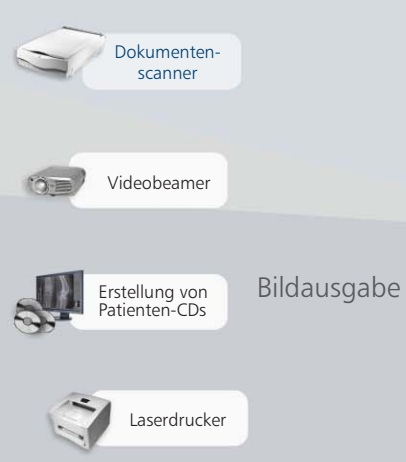 Dokumenten-
scanner
Videobeamer
Erstellung von
Patienten-CDs
Bildausgabe
Laserdrucker